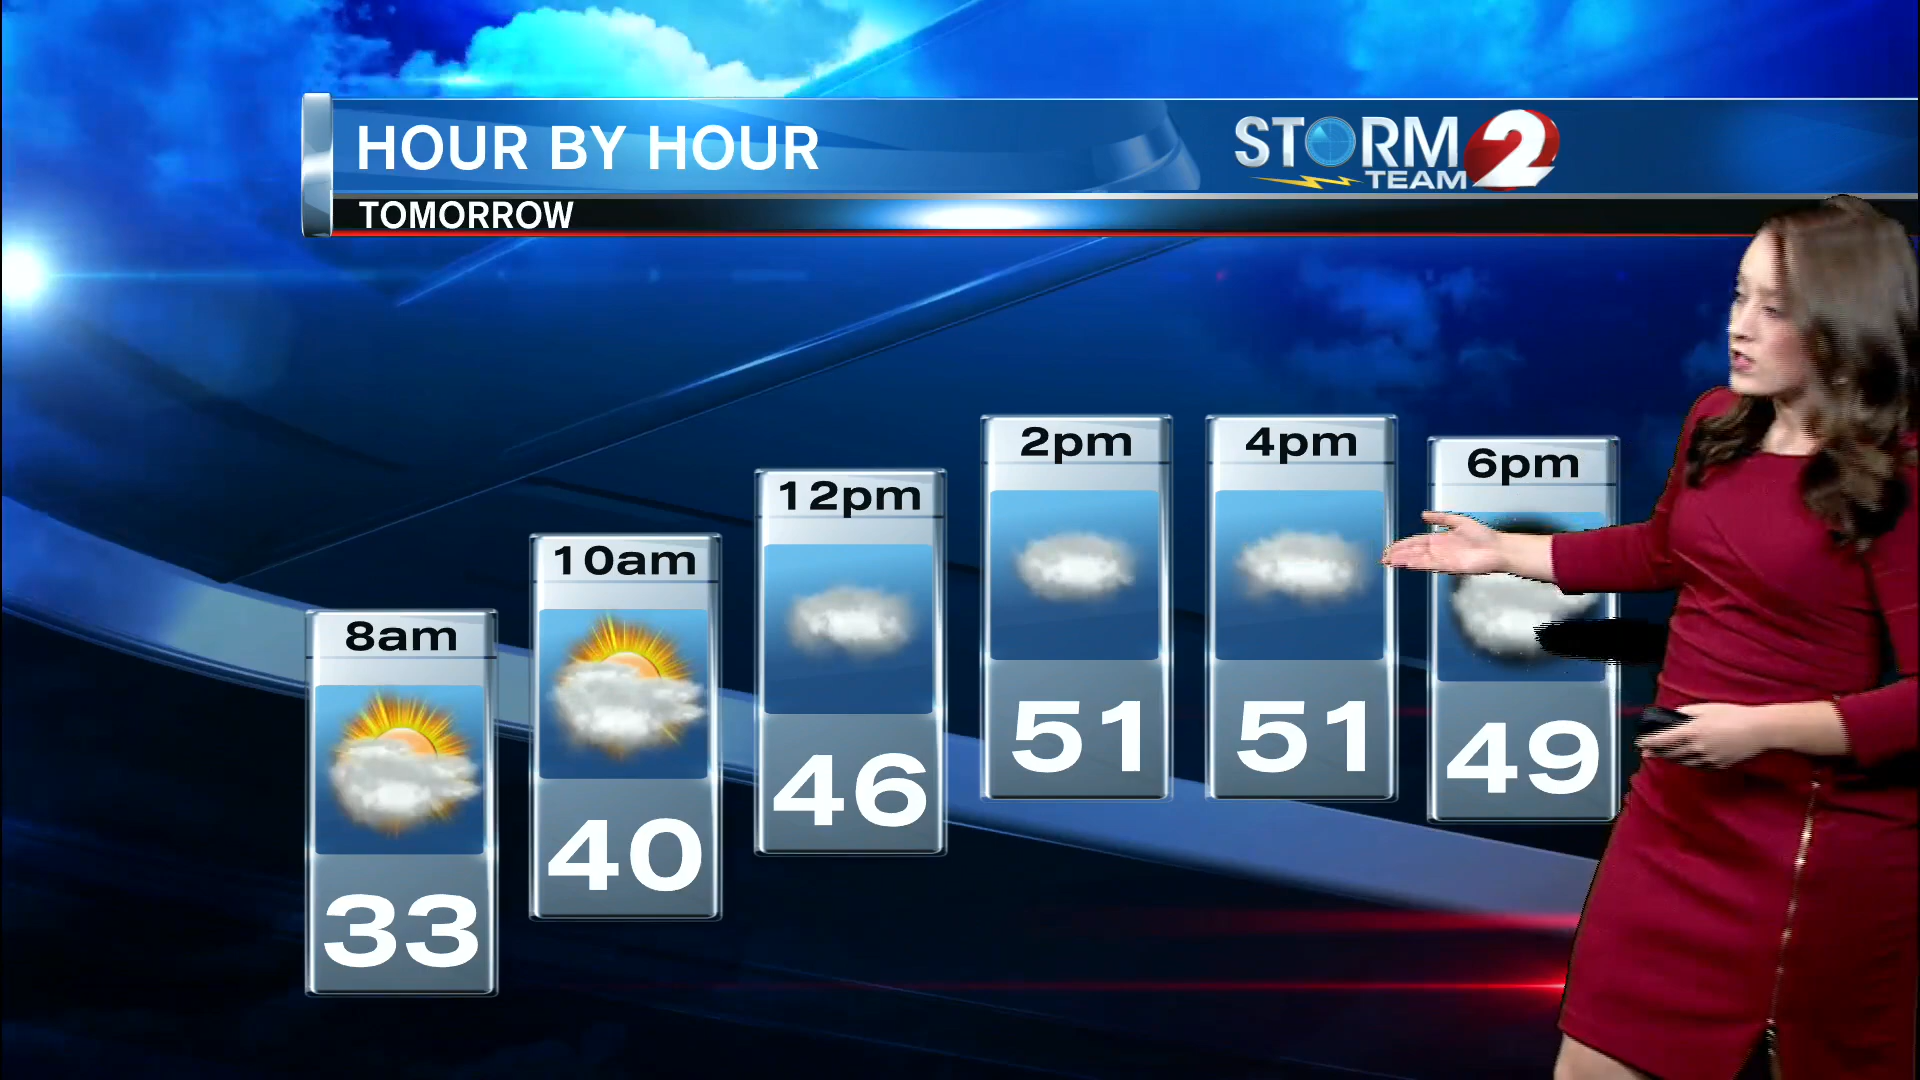 HOUR BY HOUR
STORM
TEAM 2
TOMORROW
8am
33
10am
40
12pm
46
2pm
51
4pm
51
6pm
49